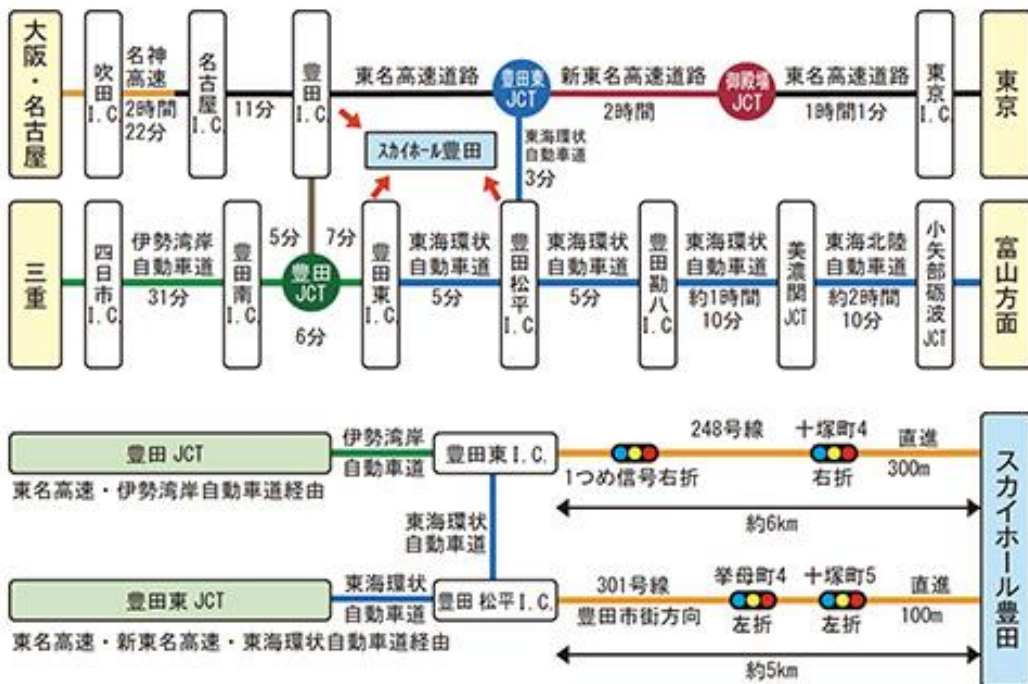 大阪・名古屋
吹田I.C.
名神
高速
2時間
22分
名古屋I.C.
11分
豊田I.C.
東名高速道路
豊田東
JCT
新東名高速道路
2時間
御殿場
JCT
東名高速道路
1時間1分
東京I.C.
東京
スカイホール豊田
東海環状
自動車道
3分
三重
四日市I.C.
伊勢湾岸
自動車道
31分
豊田南I.C.
5分
7分
豊田
JCT
6分
豊田東I.C.
東海環状
自動車道
5分
豊田松平I.C.
東海環状
自動車道
5分
豊田勘八I.C.
東海環状
自動車道
約1時間
10分
美濃関JCT
東海北陸
自動車道
約2時間
10分
小矢部砺波JCT
富山方面
豊田 JCT
東名高速・伊勢湾岸自動車道経由
伊勢湾岸
自動車道
豊田東I.C.
1つめ信号右折
248号線
十塚町4
右折
直進
300m
約6km
東海環状
自動車道
豊田東 JCT
東名高速・新東名高速・東海環状自動車道経由
東海環状
自動車道
豊田 松平I.C.
301号線
豊田市街方向
挙母町4
左折
十塚町5
左折
直進
100m
約5km
スカイホール豊田